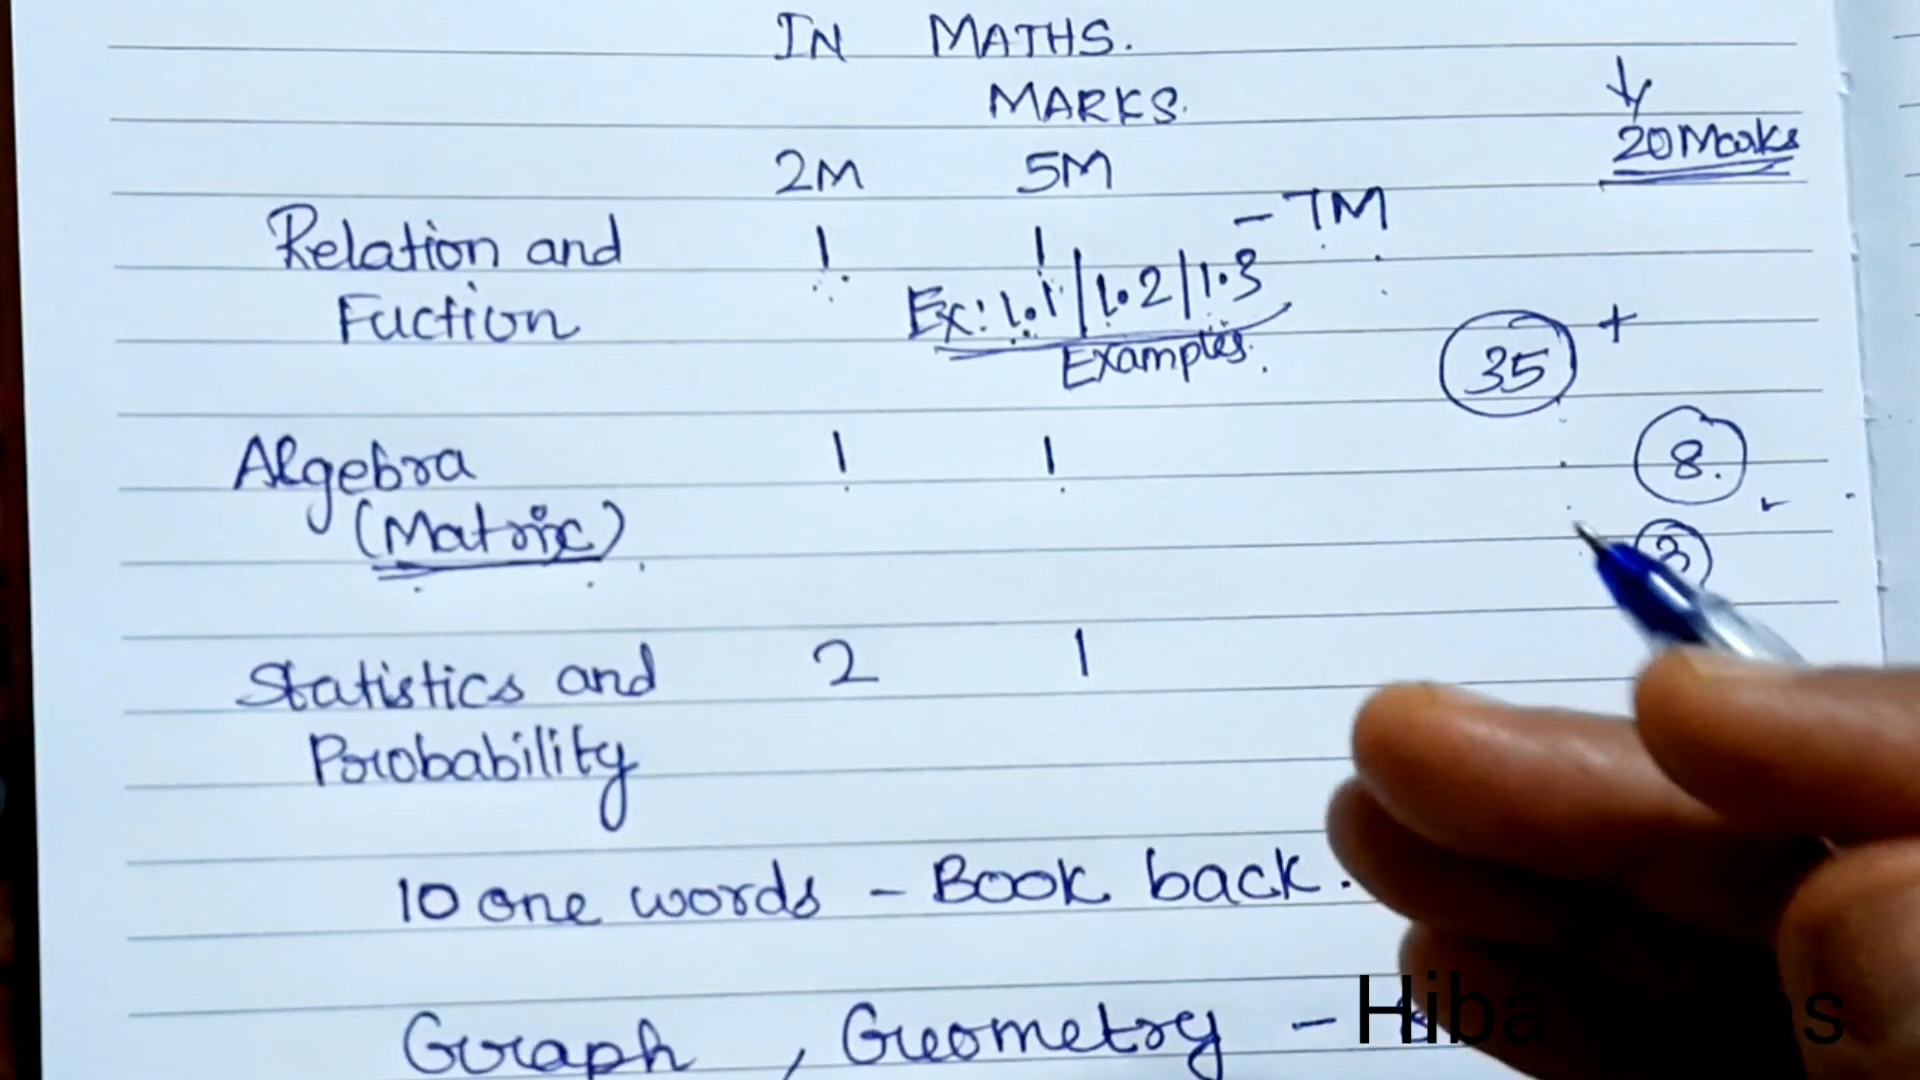 IN MATHS.
MARKS.
20 Marks
2M 5M
- 7M
Relation and 1 1
Fuction Ex: 1.1 | 1.2 | 1.3
Examples.
35 +
8.
Algebra 1 1
(Matric)
3
Statistics and 2 1
Probability
10 one words - Book back.
Graph , Geometry -
Hiba